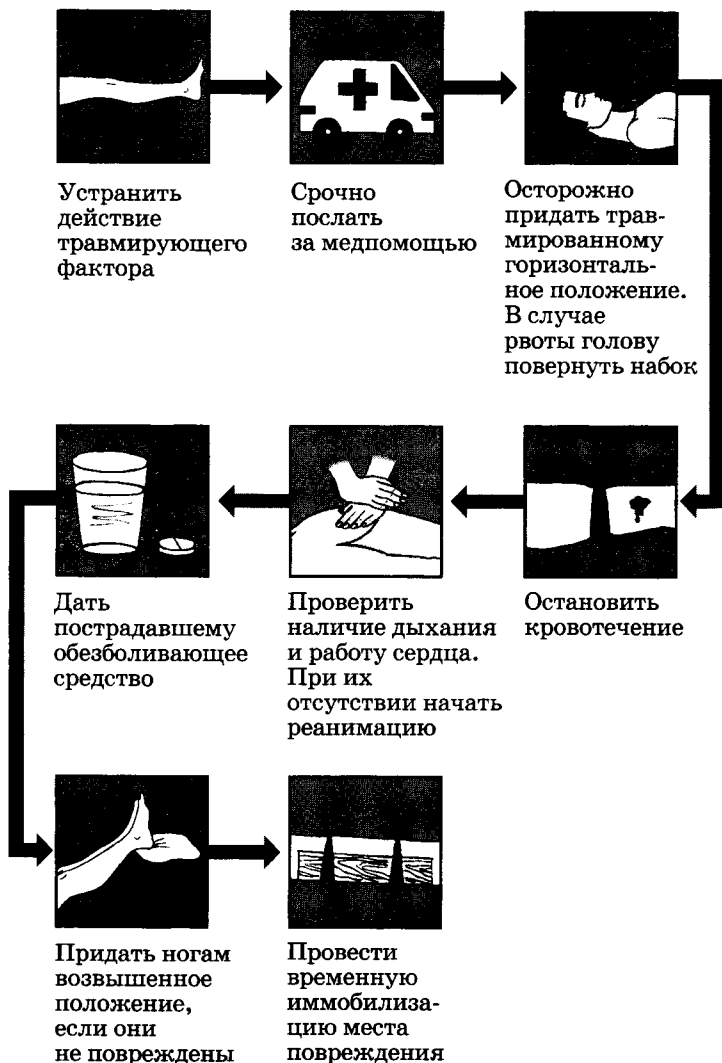 Устранить
действие
травмирующего
фактора
Срочно
послать
за медпомощью
Осторожно
придать трав-
мированному
горизонталь-
ное положение.
В случае
рвоты голову
повернуть набок
Остановить
кровотечение
Проверить
наличие дыхания
и работу сердца.
При их
отсутствии начать
реанимацию
Дать
пострадавшему
обезболивающее
средство
Придать ногам
возвышенное
положение,
если они
не повреждены
Провести
временную
иммобилиза-
цию места
повреждения